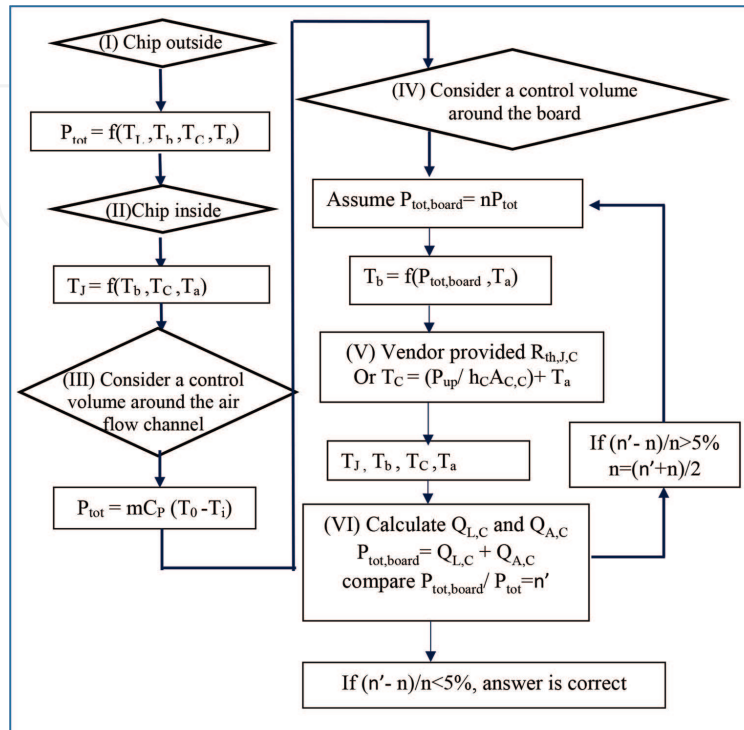 (I) Chip outside
P_tot = f(T_L,T_b,T_C,T_a)
(II)Chip inside
T_J = f(T_b,T_C,T_a)
(III) Consider a control
volume around the air
flow channel
P_tot = mC_P (T_0 -T_i)
(IV) Consider a control volume
around the board
Assume P_tot,board= nP_tot
T_b = f(P_tot,board ,T_a)
(V) Vendor provided R_th,J,C
Or T_C = (P_up/ h_CA_C,C)+ T_a
T_J, T_b , T_C,T_a
(VI) Calculate Q_L,C and Q_A,C
P_tot,board= Q_L,C + Q_A,C
compare P_tot,board/ P_tot=n'
If (n'- n)/n>5%
n=(n'+n)/2
If (n'- n)/n<5%, answer is correct